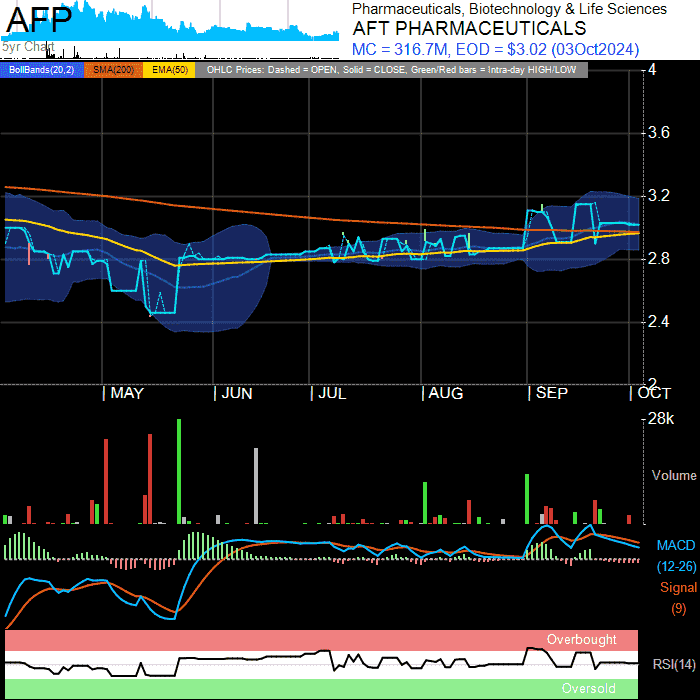 AFP
Pharmaceuticals, Biotechnology & Life Sciences
AFT PHARMACEUTICALS
MC = 316.7M, EOD = $3.02 (03Oct2024)
5yr Chart
BollBands(20,2) SMA(200) EMA(50) OHLC Prices: Dashed = OPEN, Solid = CLOSE, Green/Red bars = Intra-day HIGH/LOW
4
3.6
3.2
2.8
2.4
2
MAY JUN JUL AUG SEP OCT
28k
Volume
MACD
(12-26)
Signal
(9)
Overbought
RSI(14)
Oversold